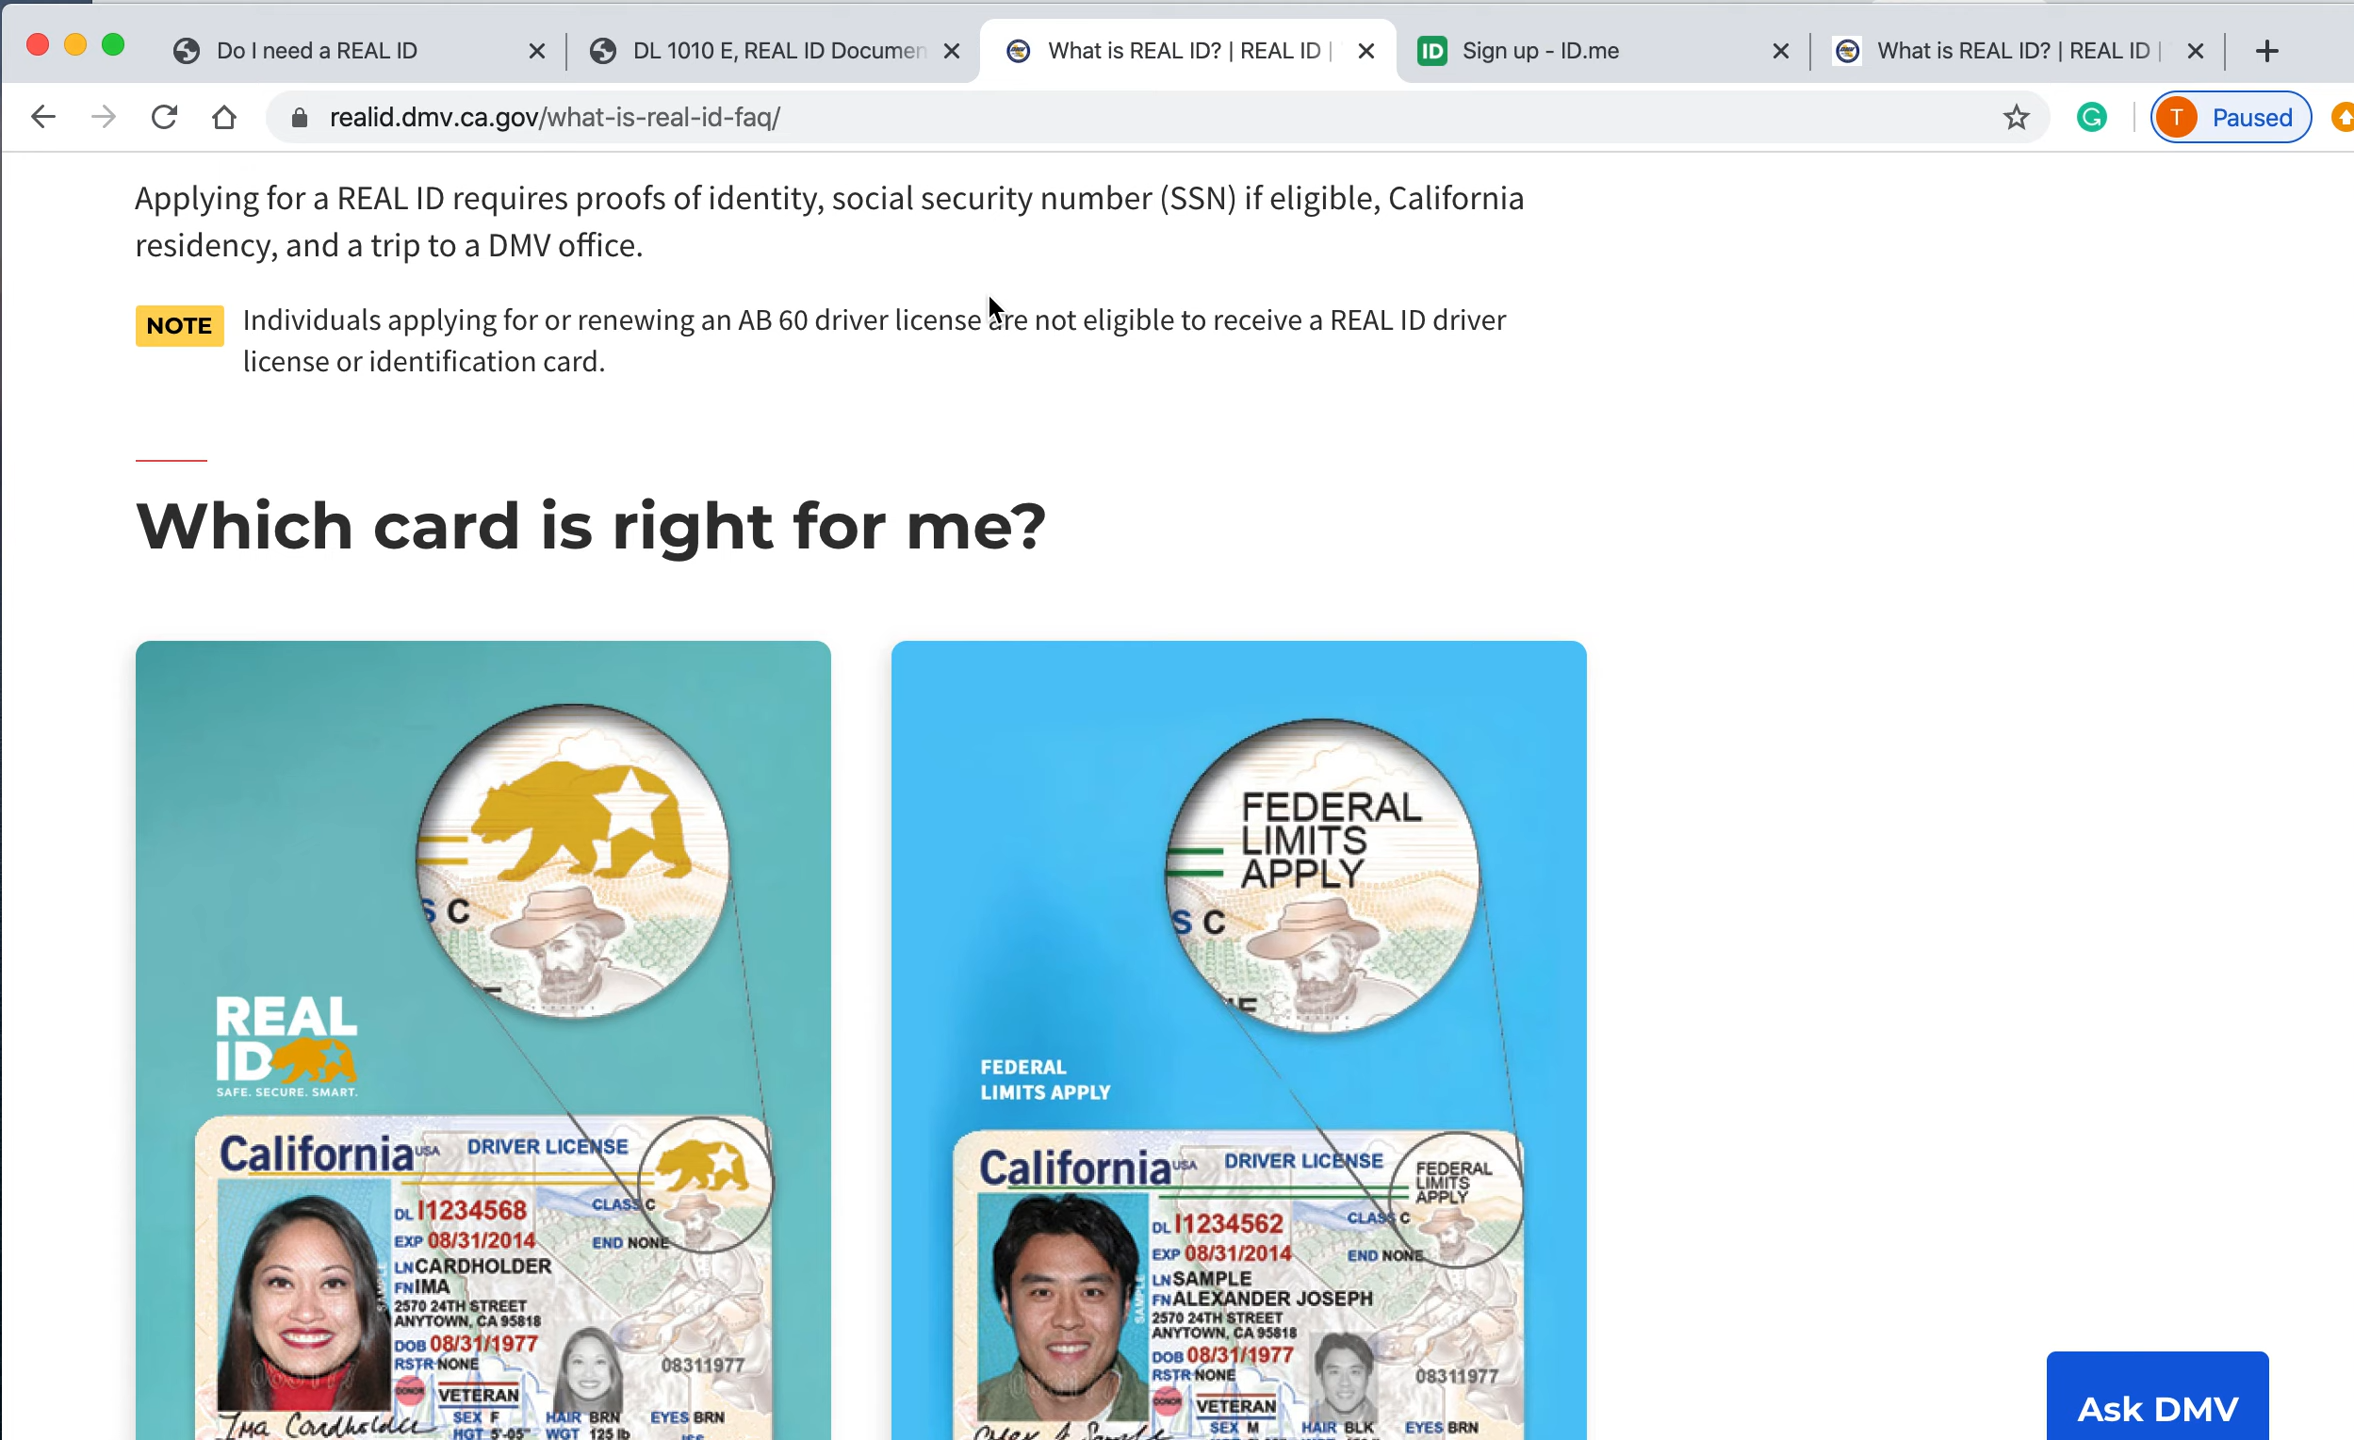 Do I need a REAL ID
DL 1010 E, REAL ID Documen
What is REAL ID? | REAL ID |
Sign up - ID.me
What is REAL ID? | REAL ID |
realid.dmv.ca.gov/what-is-real-id-faq/
T Paused
Applying for a REAL ID requires proofs of identity, social security number (SSN) if eligible, California
residency, and a trip to a DMV office.
NOTE Individuals applying for or renewing an AB 60 driver license are not eligible to receive a REAL ID driver
license or identification card.
Which card is right for me?
S C
REAL
ID
SAFE. SECURE. SMART.
California USA DRIVER LICENSE
DL I1234568 CLASS C
EXP 08/31/2014 END NONE
LN CARDHOLDER
FN IMA
2570 24TH STREET
ANYTOWN, CA 95818
DOB 08/31/1977
RSTR NONE 08311977
DONOR VETERAN
SEX F HAIR BRN EYES BRN
HGT 5'-05" WGT 125 lb ISS
Ima Cardholder
SAMPLE
FEDERAL
LIMITS
APPLY
S C
FEDERAL
LIMITS APPLY
California USA DRIVER LICENSE
FEDERAL
LIMITS
APPLY
DL I1234562 CLASS C
EXP 08/31/2014 END NONE
LN SAMPLE
FN ALEXANDER JOSEPH
2570 24TH STREET
ANYTOWN, CA 95818
DOB 08/31/1977
RSTR NONE 08311977
DONOR VETERAN
SEX M HAIR BLK EYES BRN
SAMPLE
Ask DMV